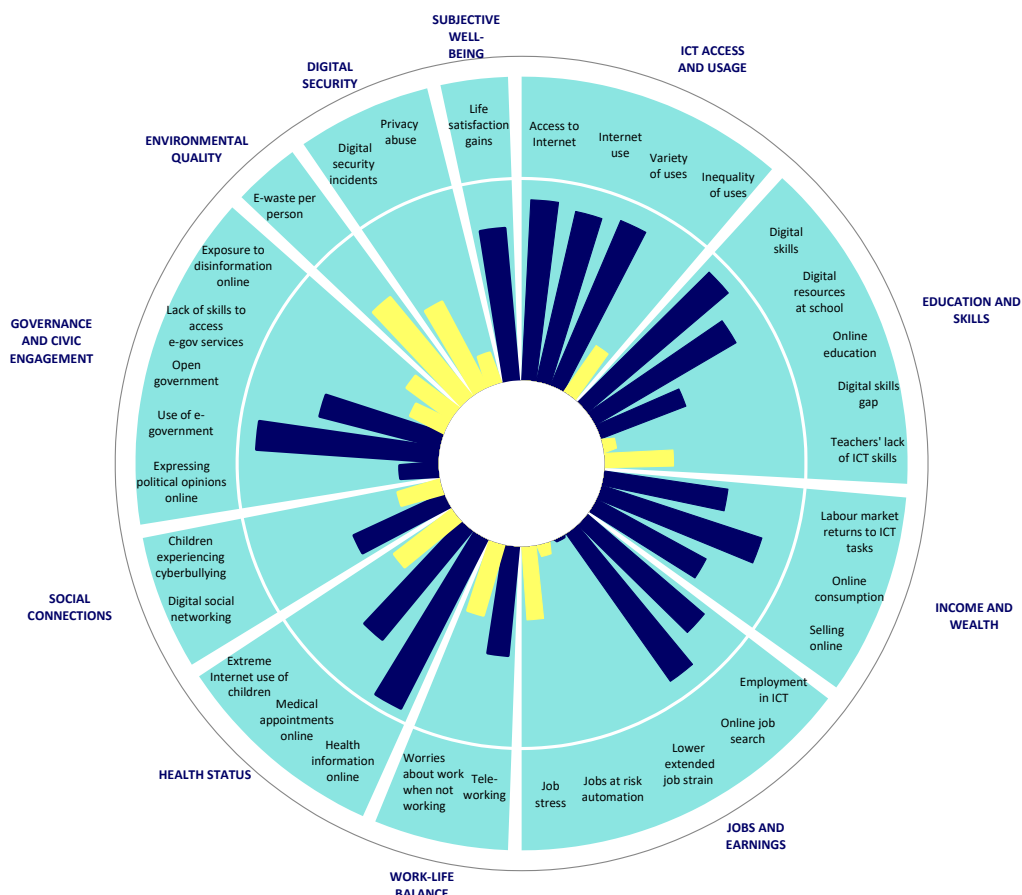 SUBJECTIVE
WELL-
BEING
ICT ACCESS
AND USAGE
DIGITAL
SECURITY
ENVIRONMENTAL
QUALITY
GOVERNANCE
AND CIVIC
ENGAGEMENT
SOCIAL
CONNECTIONS
HEALTH STATUS
WORK-LIFE
BALANCE
JOBS AND
EARNINGS
INCOME AND
WEALTH
EDUCATION AND
SKILLS
Life
satisfaction
gains
Access to
Internet
Internet
use
Variety
of uses
Inequality
of uses
Digital
skills
Digital
resources
at school
Online
education
Digital skills
gap
Teachers' lack
of ICT skills
Labour market
returns to ICT
tasks
Online
consumption
Selling
online
Employment
in ICT
Online job
search
Lower
extended
job strain
Jobs at risk
automation
Job
stress
Tele-
working
Worries
about work
when not
working
Health
information
online
Medical
appointments
online
Extreme
Internet use of
children
Digital social
networking
Children
experiencing
cyberbullying
Expressing
political opinions
online
Use of e-
government
Open
government
Lack of skills to
access
e-gov services
Exposure to
disinformation
online
E-waste per
person
Digital
security
incidents
Privacy
abuse